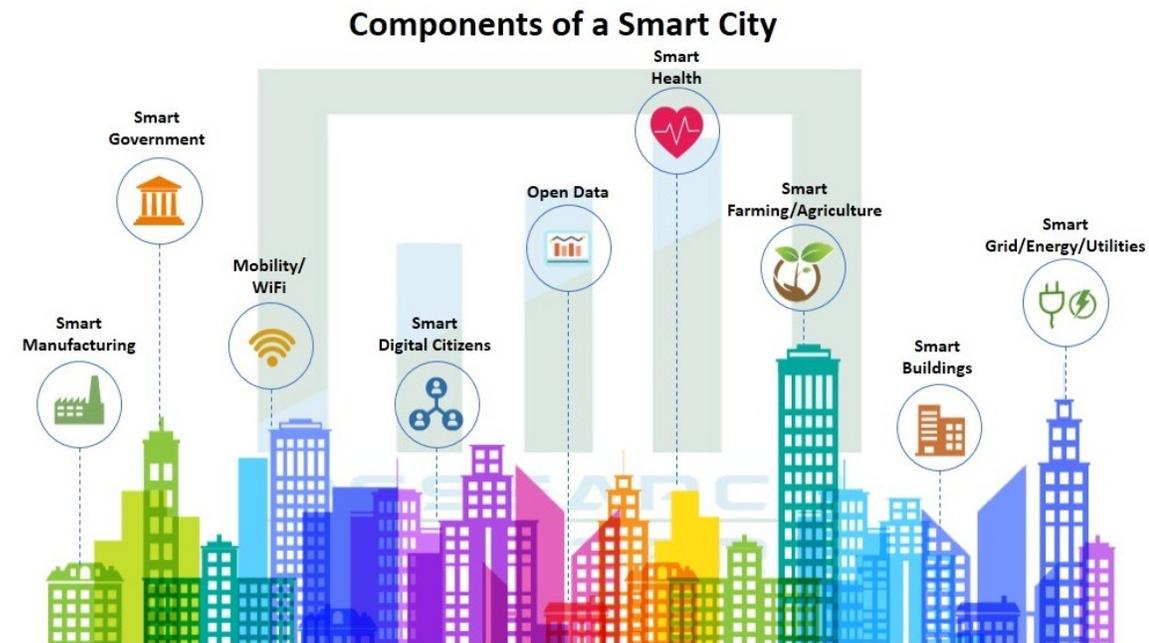 Components of a Smart City
Smart
Health
Smart
Government
Open Data
Smart
Farming/Agriculture
Smart
Grid/Energy/Utilities
Mobility/
WiFi
Smart
Manufacturing
Smart
Digital Citizens
Smart
Buildings